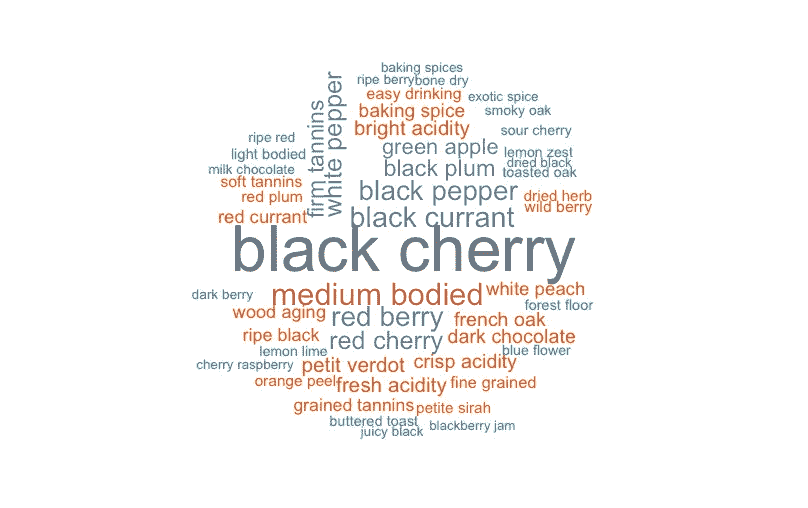 baking spices
ripe berry
bone dry
easy drinking
exotic spice
baking spice
smoky oak
bright acidity
sour cherry
firm tannins
white pepper
ripe red
green apple
lemon zest
light bodied
dried black
milk chocolate
black plum
toasted oak
soft tannins
black pepper
dried herb
red plum
wild berry
red currant
black currant
black cherry
dark berry
medium bodied
white peach
forest floor
wood aging
red berry
french oak
ripe black
red cherry
dark chocolate
lemon lime
blue flower
cherry raspberry
petit verdot
crisp acidity
orange peel
fresh acidity
fine grained
grained tannins
petite sirah
buttered toast
blackberry jam
juicy black